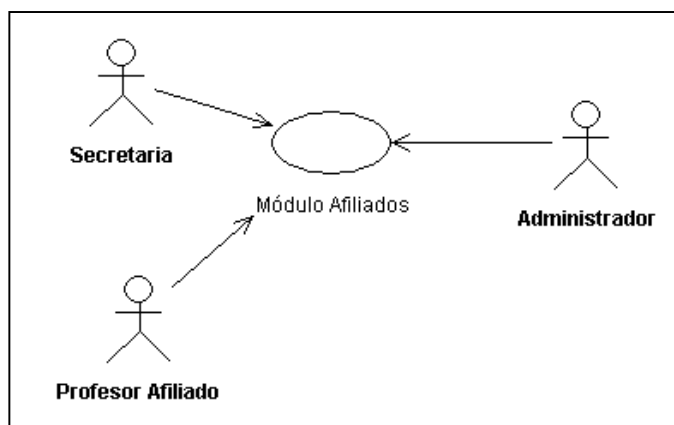 Secretaria
Módulo Afiliados
Administrador
Profesor Afiliado